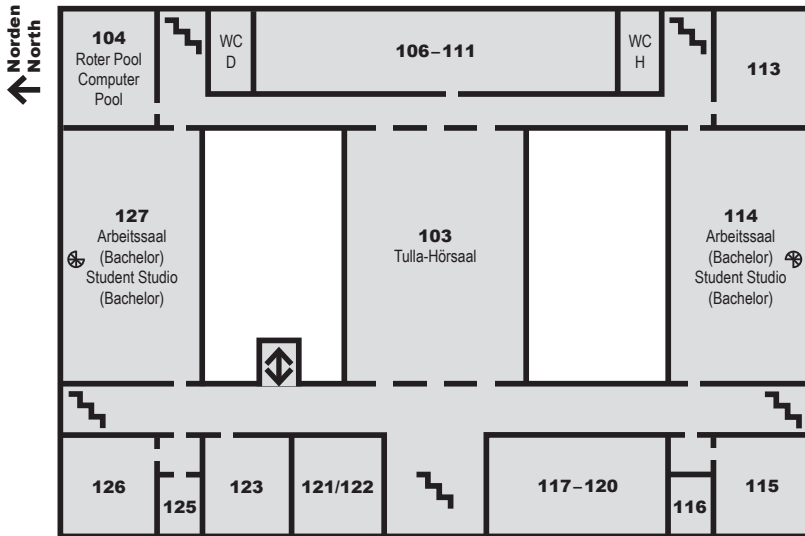 Norden
North
104
Roter Pool
Computer
Pool
WC
D
106–111
WC
H
113
127
Arbeitssaal
(Bachelor)
Student Studio
(Bachelor)
103
Tulla-Hörsaal
114
Arbeitssaal
(Bachelor)
Student Studio
(Bachelor)
126
125
123
121/122
117–120
116
115